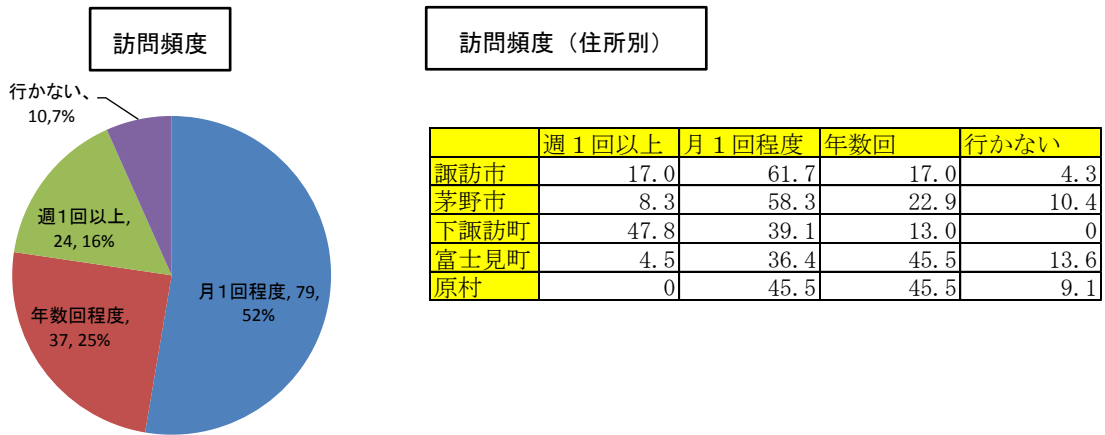 訪問頻度
行かない、
10,7%
週1回以上,
24, 16%
月1回程度, 79,
52%
年数回程度,
37, 25%
訪問頻度（住所別）
週１回以上 月１回程度 年数回 行かない
諏訪市 17.0 61.7 17.0 4.3
茅野市 8.3 58.3 22.9 10.4
下諏訪町 47.8 39.1 13.0 0
富士見町 4.5 36.4 45.5 13.6
原村 0 45.5 45.5 9.1